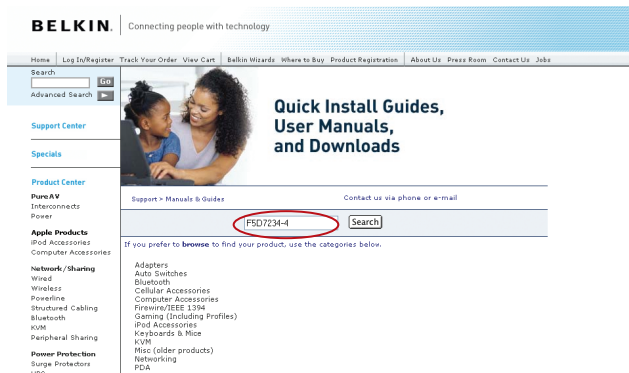 BELKIN.
Connecting people with technology
Home Log In/Register Track Your Order View Cart Belkin Wizards Where to Buy Product Registration About Us Press Room Contact Us Jobs
Search
Go
Advanced Search
Support Center
Specials
Product Center
PureAV
Interconnects
Power
Apple Products
iPod Accessories
Computer Accessories
Network/Sharing
Wired
Wireless
Powerline
Structured Cabling
Bluetooth
KVM
Peripheral Sharing
Power Protection
Surge Protectors
Quick Install Guides,
User Manuals,
and Downloads
Support > Manuals & Guides
Contact us via phone or e-mail
F5D7234-4
Search
If you prefer to browse to find your product, use the categories below.
Adapters
Auto Switches
Bluetooth
Cellular Accessories
Computer Accessories
Firewire/IEEE 1394
Gaming (Including Profiles)
iPod Accessories
Keyboards & Mice
KVM
Misc (older products)
Networking
PDA